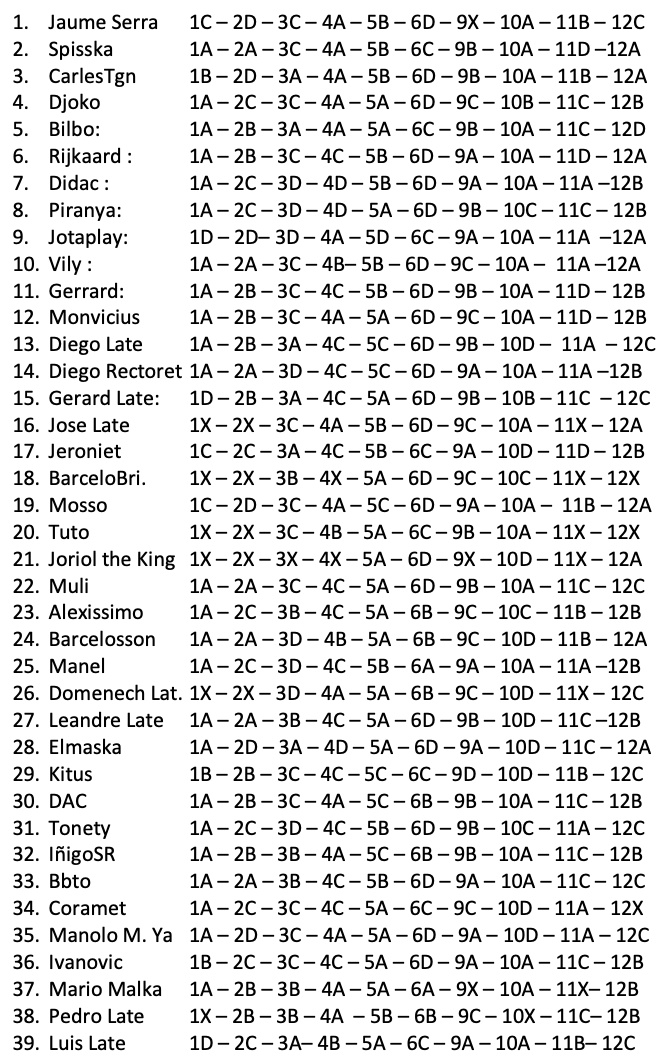 1. Jaume Serra 1C – 2D – 3C – 4A – 5B – 6D – 9X – 10A – 11B – 12C
2. Spisska 1A – 2A – 3C – 4A – 5B – 6C – 9B – 10A – 11D –12A
3. CarlesTgn 1B – 2D – 3A – 4A – 5B – 6D – 9B – 10A – 11B – 12A
4. Djoko 1A – 2C – 3C – 4A – 5A – 6D – 9C – 10B – 11C – 12B
5. Bilbo: 1A – 2B – 3A – 4A – 5A – 6C – 9B – 10A – 11C – 12D
6. Rijkaard : 1A – 2B – 3C – 4C – 5B – 6D – 9A – 10A – 11D – 12A
7. Didac : 1A – 2C – 3D – 4D – 5B – 6D – 9A – 10A – 11A –12B
8. Piranya: 1A – 2C – 3D – 4D – 5A – 6D – 9B – 10C – 11C – 12B
9. Jotaplay: 1D – 2D– 3D – 4A – 5D – 6C – 9A – 10A – 11A –12A
10. Vily : 1A – 2A – 3C – 4B– 5B – 6D – 9C – 10A – 11A –12A
11. Gerrard: 1A – 2B – 3C – 4C – 5B – 6D – 9B – 10A – 11D – 12B
12. Monvicius 1A – 2B – 3C – 4A – 5A – 6D – 9C – 10A – 11D – 12B
13. Diego Late 1A – 2B – 3A – 4C – 5C – 6D – 9B – 10D – 11A – 12C
14. Diego Rectoret 1A – 2A – 3D – 4C – 5C – 6D – 9A – 10A – 11A –12B
15. Gerard Late: 1D – 2B – 3A – 4C – 5A – 6D – 9B – 10B – 11C – 12C
16. Jose Late 1X – 2X – 3C – 4A – 5B – 6D – 9C – 10A – 11X – 12A
17. Jeroniet 1C – 2C – 3A – 4C – 5B – 6C – 9A – 10D – 11D – 12B
18. BarceloBri. 1X – 2X – 3B – 4X – 5A – 6D – 9C – 10C – 11X – 12X
19. Mosso 1C – 2D – 3C – 4A – 5C – 6D – 9A – 10A – 11B – 12A
20. Tuto 1X – 2X – 3C – 4B – 5A – 6C – 9B – 10A – 11X – 12X
21. Joriol the King 1X – 2X – 3X – 4X – 5A – 6D – 9X – 10D – 11X – 12A
22. Muli 1A – 2A – 3C – 4C – 5A – 6D – 9B – 10A – 11C – 12C
23. Alexissimo 1A – 2C – 3B – 4C – 5A – 6B – 9C – 10C – 11B – 12B
24. Barcelosson 1A – 2A – 3D – 4B – 5A – 6B – 9C – 10D – 11B – 12A
25. Manel 1A – 2C – 3D – 4C – 5B – 6A – 9A – 10A – 11A –12B
26. Domenech Lat. 1X – 2X – 3D – 4A – 5A – 6B – 9C – 10D – 11X – 12C
27. Leandre Late 1A – 2A – 3B – 4C – 5A – 6D – 9B – 10D – 11C –12B
28. Elmaska 1A – 2D – 3A – 4D – 5A – 6D – 9A – 10D – 11C – 12A
29. Kitus 1B – 2B – 3C – 4C – 5C – 6C – 9D – 10D – 11B – 12C
30. DAC 1A – 2B – 3C – 4A – 5C – 6B – 9B – 10A – 11C – 12B
31. Tonety 1A – 2C – 3D – 4C – 5B – 6D – 9B – 10C – 11A – 12C
32. IñigoSR 1A – 2B – 3B – 4A – 5C – 6B – 9B – 10A – 11C – 12B
33. Bbto 1A – 2A – 3B – 4C – 5B – 6D – 9A – 10A – 11C – 12C
34. Coramet 1A – 2C – 3C – 4C – 5A – 6C – 9C – 10D – 11A – 12X
35. Manolo M. Ya 1A – 2D – 3C – 4A – 5A – 6D – 9A – 10D – 11A – 12C
36. Ivanovic 1B – 2C – 3C – 4C – 5A – 6D – 9A – 10A – 11C – 12B
37. Mario Malka 1A – 2B – 3B – 4A – 5A – 6A – 9X – 10A – 11X– 12B
38. Pedro Late 1X – 2B – 3B – 4A – 5B – 6B – 9C – 10X – 11C– 12B
39. Luis Late 1D – 2C – 3A– 4B – 5A – 6C – 9A – 10A – 11B– 12C